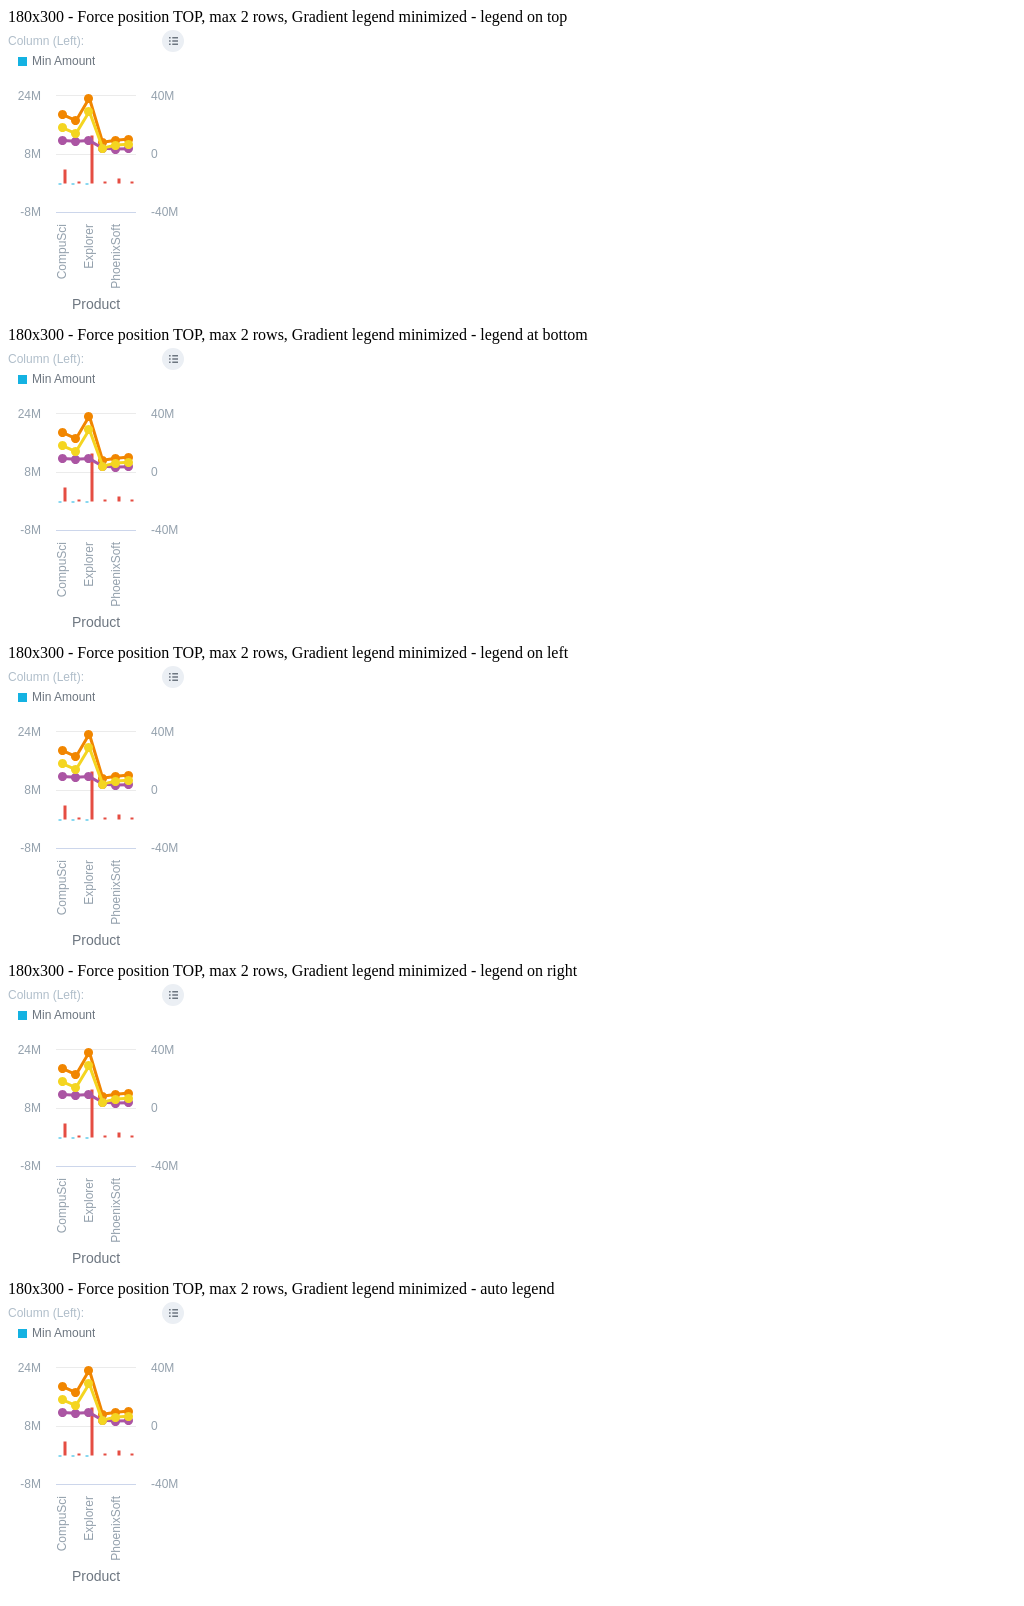 180x300 - Force position TOP, max 2 rows, Gradient legend minimized - legend on top
Column (Left):
Min Amount
24M 40M
8M 0
-8M -40M
CompuSci Explorer PhoenixSoft
Product
180x300 - Force position TOP, max 2 rows, Gradient legend minimized - legend at bottom
Column (Left):
Min Amount
24M 40M
8M 0
-8M -40M
CompuSci Explorer PhoenixSoft
Product
180x300 - Force position TOP, max 2 rows, Gradient legend minimized - legend on left
Column (Left):
Min Amount
24M 40M
8M 0
-8M -40M
CompuSci Explorer PhoenixSoft
Product
180x300 - Force position TOP, max 2 rows, Gradient legend minimized - legend on right
Column (Left):
Min Amount
24M 40M
8M 0
-8M -40M
CompuSci Explorer PhoenixSoft
Product
180x300 - Force position TOP, max 2 rows, Gradient legend minimized - auto legend
Column (Left):
Min Amount
24M 40M
8M 0
-8M -40M
CompuSci Explorer PhoenixSoft
Product